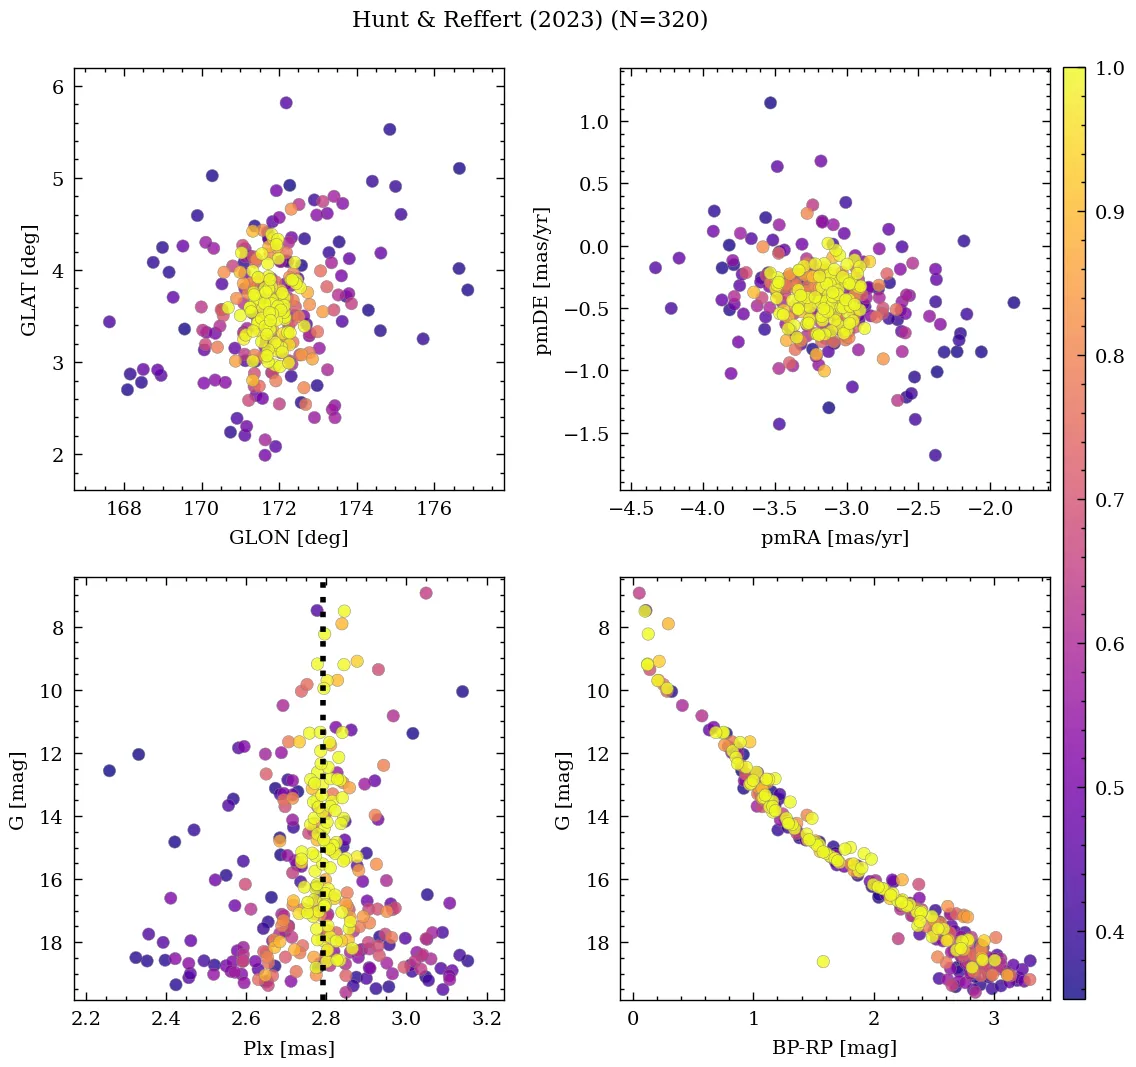 Hunt & Reffert (2023) (N=320)
6
5
4
3
2
GLAT [deg]
168 170 172 174 176
GLON [deg]
1.0
0.5
0.0
−0.5
−1.0
−1.5
pmDE [mas/yr]
−4.5 −4.0 −3.5 −3.0 −2.5 −2.0
pmRA [mas/yr]
8
10
12
14
16
18
G [mag]
2.2 2.4 2.6 2.8 3.0 3.2
Plx [mas]
8
10
12
14
16
18
G [mag]
0 1 2 3
BP-RP [mag]
1.0
0.9
0.8
0.7
0.6
0.5
0.4